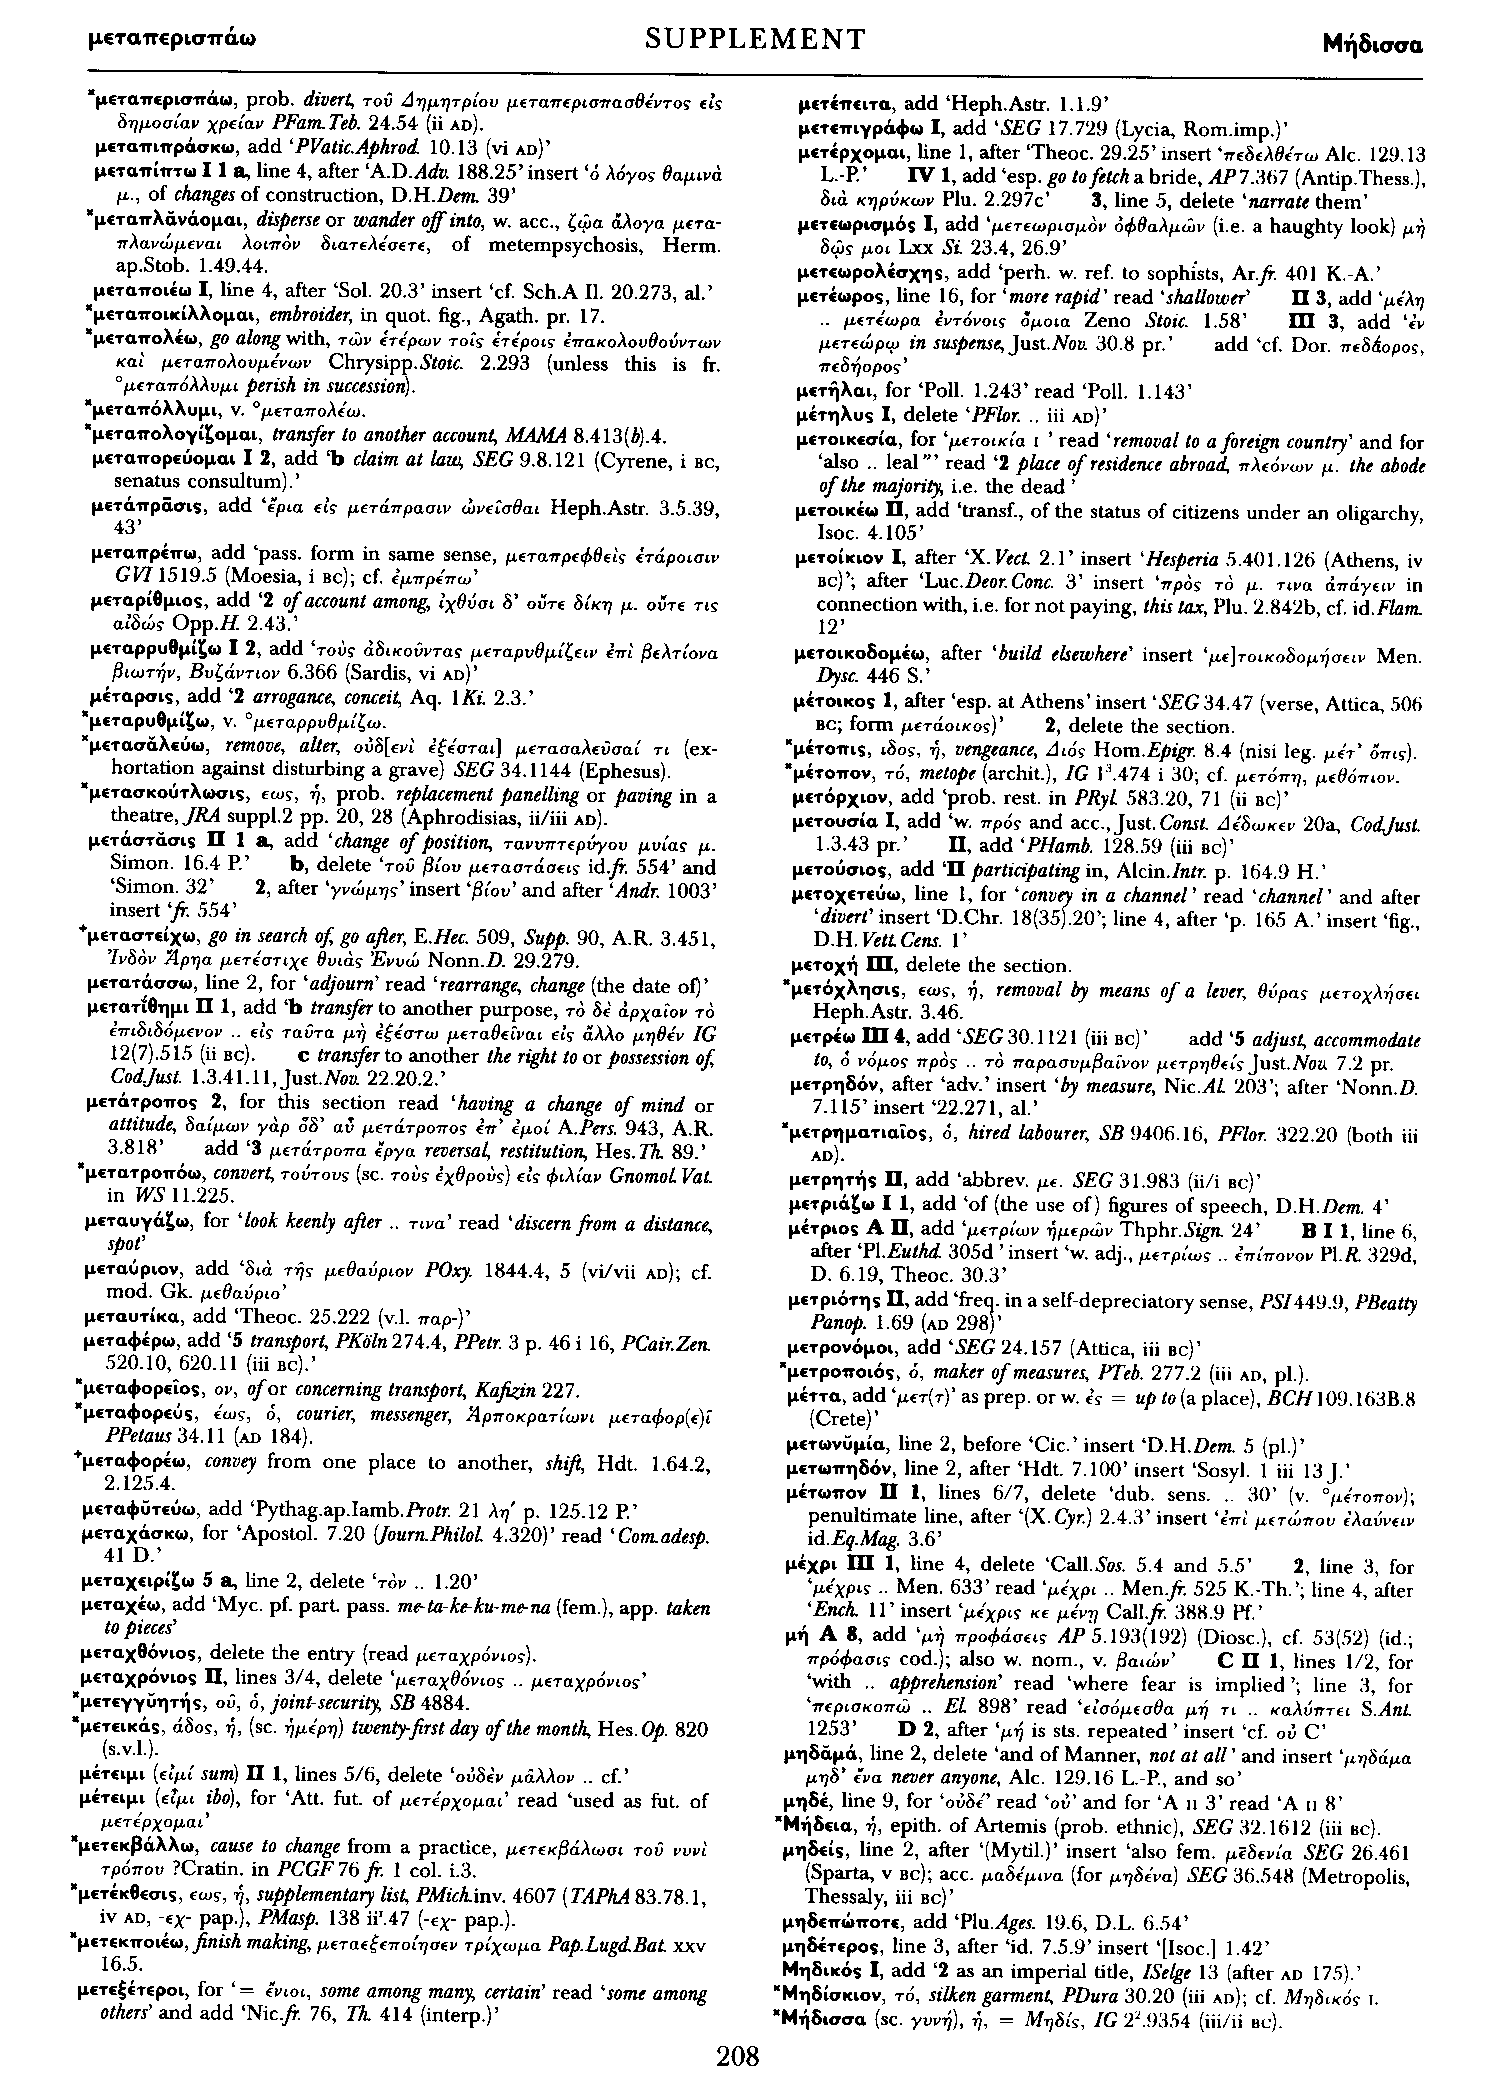 μεταπερισπάω SUPPLEMENT Μήδισσα
*μεταπερισπάω, prob. divert, τοῦ Δημητρίου μεταπερισπασθέντος εἰς
δημοσίαν χρείαν PFam.Teb. 24.54 (ii AD).
μεταπιπράσκω, add ‘PVatic.Aphrod. 10.13 (vi AD)’
μεταπίπτω I 1 a, line 4, after ‘A.D.Adv. 188.25’ insert ‘ὁ λόγος θαμινὰ
μ., of changes of construction, D.H.Dem. 39’
*μεταπλᾰνάομαι, disperse or wander off into, w. acc., ζῷα ἄλογα μετα-
πλανώμεναι λοιπὸν διατελέσετε, of metempsychosis, Herm.
ap.Stob. 1.49.44.
μεταποιέω I, line 4, after ‘Sol. 20.3’ insert ‘cf. Sch.A Il. 20.273, al.’
*μεταποικίλλομαι, embroider, in quot. fig., Agath. pr. 17.
*μεταπολέω, go along with, τῶν ἑτέρων τοῖς ἑτέροις ἐπακολουθούντων
καὶ μεταπολουμένων Chrysipp.Stoic. 2.293 (unless this is fr.
°μεταπόλλυμι perish in succession).
*μεταπόλλυμι, v. °μεταπολέω.
*μεταπολογίζομαι, transfer to another account, MAMA 8.413(b).4.
μεταπορεύομαι I 2, add ‘b claim at law, SEG 9.8.121 (Cyrene, i BC,
senatus consultum).’
μετάπρᾱσις, add ‘ἔρια εἰς μετάπρασιν ὠνεῖσθαι Heph.Astr. 3.5.39,
43’
μεταπρέπω, add ‘pass. form in same sense, μεταπρεφθεὶς ἑτάροισιν
GVI 1519.5 (Moesia, i BC); cf. ἐμπρέπω’
μεταρίθμιος, add ‘2 of account among, ἰχθύσι δ’ οὔτε δίκη μ. οὔτε τις
αἰδώς Opp.H. 2.43.’
μεταρρυθμίζω I 2, add ‘τοὺς ἀδικοῦντας μεταρυθμίζειν ἐπὶ βελτίονα
βιωτήν, Βυζάντιον 6.366 (Sardis, vi AD)’
μέταρσις, add ‘2 arrogance, conceit, Aq. 1Ki. 2.3.’
*μεταρυθμίζω, v. °μεταρρυθμίζω.
*μετασᾰλεύω, remove, alter, οὐδ[ενὶ ἐξέσται] μετασαλεῦσαί τι (ex-
hortation against disturbing a grave) SEG 34.1144 (Ephesus).
*μετασκούτλωσις, εως, ἡ, prob. replacement panelling or paving in a
theatre, JRA suppl.2 pp. 20, 28 (Aphrodisias, ii/iii AD).
μετάστᾰσις II 1 a, add ‘change of position, τανυπτερύγου μυίας μ.
Simon. 16.4 P.’ b, delete ‘τοῦ βίου μεταστάσεις id.fr. 554’ and
‘Simon. 32’ 2, after ‘γνώμης’ insert ‘βίου’ and after ‘Andr. 1003’
insert ‘fr. 554’
⁺μεταστείχω, go in search of, go after, E.Hec. 509, Supp. 90, A.R. 3.451,
Ἰνδὸν Ἄρηα μετέστιχε θυιὰς Ἐνυώ Nonn.D. 29.279.
μετατάσσω, line 2, for ‘adjourn’ read ‘rearrange, change (the date of)’
μετατίθημι II 1, add ‘b transfer to another purpose, τὸ δὲ ἀρχαῖον τὸ
ἐπιδιδόμενον .. εἰς ταῦτα μὴ ἐξέστω μεταθεῖναι εἰς ἄλλο μηθέν IG
12(7).515 (ii BC). c transfer to another the right to or possession of,
Cod.Just. 1.3.41.11, Just.Nov. 22.20.2.’
μετάτροπος 2, for this section read ‘having a change of mind or
attitude, δαίμων γὰρ ὅδ’ αὖ μετάτροπος ἐπ’ ἐμοί A.Pers. 943, A.R.
3.818’ add ‘3 μετάτροπα ἔργα reversal, restitution, Hes.Th. 89.’
*μετατροπόω, convert, τούτους (sc. τοὺς ἐχθροὺς) εἰς φιλίαν Gnomol. Vat.
in WS 11.225.
μεταυγάζω, for ‘look keenly after .. τινα’ read ‘discern from a distance,
spot’
μεταύριον, add ‘διὰ τῆς μεθαύριον POxy. 1844.4, 5 (vi/vii AD); cf.
mod. Gk. μεθαύριο’
μεταυτίκα, add ‘Theoc. 25.222 (v.l. παρ-)’
μεταφέρω, add ‘5 transport, PKöln 274.4, PPetr. 3 p. 46 i 16, PCair.Zen.
520.10, 620.11 (iii BC).’
*μεταφορεῖος, ον, of or concerning transport, Kafizin 227.
*μεταφορεύς, έως, ὁ, courier, messenger, Ἁρποκρατίωνι μεταφορ(ε)ῖ
PPetaus 34.11 (AD 184).
⁺μεταφορέω, convey from one place to another, shift, Hdt. 1.64.2,
2.125.4.
μεταφῠτεύω, add ‘Pythag.ap.Iamb.Protr. 21 λη′ p. 125.12 P.’
μεταχάσκω, for ‘Apostol. 7.20 (Journ.Philol. 4.320)’ read ‘Com.adesp.
41 D.’
μεταχειρίζω 5 a, line 2, delete ‘τὸν .. 1.20’
μεταχέω, add ‘Myc. pf. part. pass. me-ta-ke-ku-me-na (fem.), app. taken
to pieces’
μεταχθόνιος, delete the entry (read μεταχρόνιος).
μεταχρόνιος II, lines 3/4, delete ‘μεταχθόνιος .. μεταχρόνιος’
*μετεγγῠητής, οῦ, ὁ, joint-security, SB 4884.
*μετεικάς, άδος, ἡ, (sc. ἡμέρη) twenty-first day of the month, Hes.Op. 820
(s.v.l.).
μέτειμι (εἰμί sum) II 1, lines 5/6, delete ‘οὐδὲν μᾶλλον .. cf.’
μέτειμι (εἶμι ibo), for ‘Att. fut. of μετέρχομαι’ read ‘used as fut. of
μετέρχομαι’
*μετεκβάλλω, cause to change from a practice, μετεκβάλωσι τοῦ νυνὶ
τρόπου ?Cratin. in PCGF 76 fr. 1 col. i.3.
*μετέκθεσις, εως, ἡ, supplementary list, PMich.inv. 4607 (TAPhA 83.78.1,
iv AD, -εχ- pap.), PMasp. 138 iiʳ.47 (-εχ- pap.).
*μετεκποιέω, finish making, μεταεξεποίησεν τρίχωμα Pap.Lugd.Bat. XXV
16.5.
μετεξέτεροι, for ‘= ἔνιοι, some among many, certain’ read ‘some among
others’ and add ‘Nic.fr. 76, Th. 414 (interp.)’
μετέπειτα, add ‘Heph.Astr. 1.1.9’
μετεπιγράφω I, add ‘SEG 17.729 (Lycia, Rom.imp.)’
μετέρχομαι, line 1, after ‘Theoc. 29.25’ insert ‘πεδελθέτω Alc. 129.13
L.-P.’ IV 1, add ‘esp. go to fetch a bride, AP 7.367 (Antip.Thess.),
διὰ κηρύκων Plu. 2.297c’ 3, line 5, delete ‘narrate them’
μετεωρισμός I, add ‘μετεωρισμὸν ὀφθαλμῶν (i.e. a haughty look) μὴ
δῷς μοι LXX Si. 23.4, 26.9’
μετεωρολέσχης, add ‘perh. w. ref. to sophists, Ar.fr. 401 K.-A.’
μετέωρος, line 16, for ‘more rapid’ read ‘shallower’ II 3, add ‘μέλη
.. μετέωρα ἐντόνοις ὅμοια Zeno Stoic. 1.58’ III 3, add ‘ἐν
μετεώρῳ in suspense, Just.Nov. 30.8 pr.’ add ‘cf. Dor. πεδάορος,
πεδήορος’
μετῆλαι, for ‘Poll. 1.243’ read ‘Poll. 1.143’
μέτηλυς I, delete ‘PFlor. .. iii AD)’
μετοικεσία, for ‘μετοικία I ’ read ‘removal to a foreign country’ and for
‘also .. leal”’ read ‘2 place of residence abroad, πλεόνων μ. the abode
of the majority, i.e. the dead ’
μετοικέω II, add ‘transf., of the status of citizens under an oligarchy,
Isoc. 4.105’
μετοίκιον I, after ‘X.Vect. 2.1’ insert ‘Hesperia 5.401.126 (Athens, iv
BC)’; after ‘Luc.Deor.Conc. 3’ insert ‘πρὸς τὸ μ. τινα ἀπάγειν in
connection with, i.e. for not paying, this tax, Plu. 2.842b, cf. id.Flam.
12’
μετοικοδομέω, after ‘build elsewhere’ insert ‘με]τοικοδομήσειν Men.
Dysc. 446 S.’
μέτοικος 1, after ‘esp. at Athens’ insert ‘SEG 34.47 (verse, Attica, 506
BC; form μετάοικος)’ 2, delete the section.
*μέτοπις, ιδος, ἡ, vengeance, Διός Hom.Epigr. 8.4 (nisi leg. μέτ’ ὄπις).
*μέτοπον, τό, metope (archit.), IG 1³.474 i 30; cf. μετόπη, μεθόπιον.
μετόρχιον, add ‘prob. rest. in PRyl. 583.20, 71 (ii BC)’
μετουσία I, add ‘w. πρός and acc., Just.Const. Δέδωκεν 20a, Cod.Just.
1.3.43 pr.’ II, add ‘PHamb. 128.59 (iii BC)’
μετούσιος, add ‘II participating in, Alcin.Intr. p. 164.9 H.’
μετοχετεύω, line 1, for ‘convey in a channel’ read ‘channel’ and after
‘divert’ insert ‘D.Chr. 18(35).20’; line 4, after ‘p. 165 A.’ insert ‘fig.,
D.H. Vett.Cens. 1’
μετοχή III, delete the section.
*μετόχλησις, εως, ἡ, removal by means of a lever, θύρας μετοχλήσει
Heph.Astr. 3.46.
μετρέω III 4, add ‘SEG 30.1121 (iii BC)’ add ‘5 adjust, accommodate
to, ὁ νόμος πρὸς .. τὸ παρασυμβαῖνον μετρηθείς Just.Nov. 7.2 pr.
μετρηδόν, after ‘adv.’ insert ‘by measure, Nic.Al. 203’; after ‘Nonn.D.
7.115’ insert ‘22.271, al.’
*μετρηματιαῖος, ὁ, hired labourer, SB 9406.16, PFlor. 322.20 (both iii
AD).
μετρητής II, add ‘abbrev. με. SEG 31.983 (ii/i BC)’
μετριάζω I 1, add ‘of (the use of) figures of speech, D.H.Dem. 4’
μέτριος A II, add ‘μετρίων ἡμερῶν Thphr.Sign. 24’ B I 1, line 6,
after ‘Pl.Euthd. 305d ’ insert ‘w. adj., μετρίως .. ἐπίπονον Pl.R. 329d,
D. 6.19, Theoc. 30.3’
μετριότης II, add ‘freq. in a self-depreciatory sense, PSI 449.9, PBeatty
Panop. 1.69 (AD 298)’
μετρονόμοι, add ‘SEG 24.157 (Attica, iii BC)’
*μετροποιός, ὁ, maker of measures, PTeb. 277.2 (iii AD, pl.).
μέττα, add ‘μετ(τ)’ as prep. or w. ἐς = up to (a place), BCH 109.163B.8
(Crete)’
μετωνῠμία, line 2, before ‘Cic.’ insert ‘D.H.Dem. 5 (pl.)’
μετωπηδόν, line 2, after ‘Hdt. 7.100’ insert ‘Sosyl. 1 iii 13 J.’
μέτωπον II 1, lines 6/7, delete ‘dub. sens. .. 30’ (v. °μέτοπον);
penultimate line, after ‘(X.Cyr.) 2.4.3’ insert ‘ἐπὶ μετώπου ἐλαύνειν
id.Eq.Mag. 3.6’
μέχρι III 1, line 4, delete ‘Call.Sos. 5.4 and 5.5’ 2, line 3, for
‘μέχρις .. Men. 633’ read ‘μέχρι .. Men.fr. 525 K.-Th.’; line 4, after
‘Ench. 11’ insert ‘μέχρις κε μένῃ Call.fr. 388.9 Pf.’
μή A 8, add ‘μὴ προφάσεις AP 5.193(192) (Diosc.), cf. 53(52) (id.;
πρόφασις cod.); also w. nom., v. βαιών’ C II 1, lines 1/2, for
‘with .. apprehension’ read ‘where fear is implied’; line 3, for
‘περισκοπῶ .. El. 898’ read ‘εἰσόμεσθα μή τι .. καλύπτει S.Ant.
1253’ D 2, after ‘μή is sts. repeated ’ insert ‘cf. οὐ C’
μηδᾰμά, line 2, delete ‘and of Manner, not at all’ and insert ‘μηδάμα
μηδ’ ἕνα never anyone, Alc. 129.16 L.-P., and so’
μηδέ, line 9, for ‘οὐδέ’ read ‘οὐ’ and for ‘A II 3’ read ‘A II 8’
*Μήδεια, ἡ, epith. of Artemis (prob. ethnic), SEG 32.1612 (iii BC).
μηδείς, line 2, after ‘(Mytil.)’ insert ‘also fem. με̄δενία SEG 26.461
(Sparta, v BC); acc. μαδέμινα (for μηδένα) SEG 36.548 (Metropolis,
Thessaly, iii BC)’
μηδεπώποτε, add ‘Plu.Ages. 19.6, D.L. 6.54’
μηδέτερος, line 3, after ‘id. 7.5.9’ insert ‘[Isoc.] 1.42’
Μηδικός I, add ‘2 as an imperial title, ISelge 13 (after AD 175).’
*Μηδίσκιον, τό, silken garment, PDura 30.20 (iii AD); cf. Μηδικός I.
*Μήδισσα (sc. γυνή), ἡ, = Μηδίς, IG 2².9354 (iii/ii BC).
208